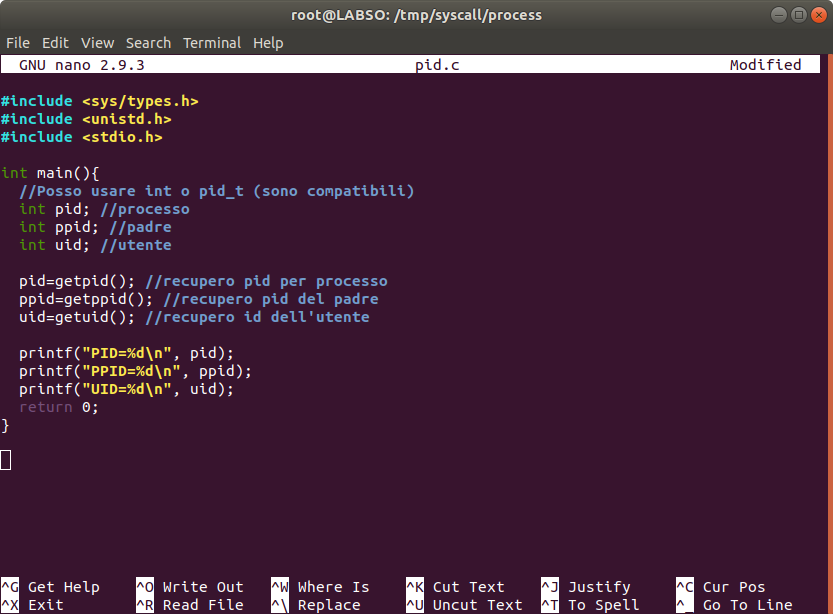 root@LABSO: /tmp/syscall/process
File Edit View Search Terminal Help
GNU nano 2.9.3 pid.c Modified
#include <sys/types.h>
#include <unistd.h>
#include <stdio.h>
int main(){
  //Posso usare int o pid_t (sono compatibili)
  int pid; //processo
  int ppid; //padre
  int uid; //utente
  pid=getpid(); //recupero pid per processo
  ppid=getppid(); //recupero pid del padre
  uid=getuid(); //recupero id dell'utente
  printf("PID=%d\n", pid);
  printf("PPID=%d\n", ppid);
  printf("UID=%d\n", uid);
  return 0;
}
^G Get Help ^O Write Out ^W Where Is ^K Cut Text ^J Justify ^C Cur Pos
^X Exit ^R Read File ^\ Replace ^U Uncut Text ^T To Spell ^_ Go To Line